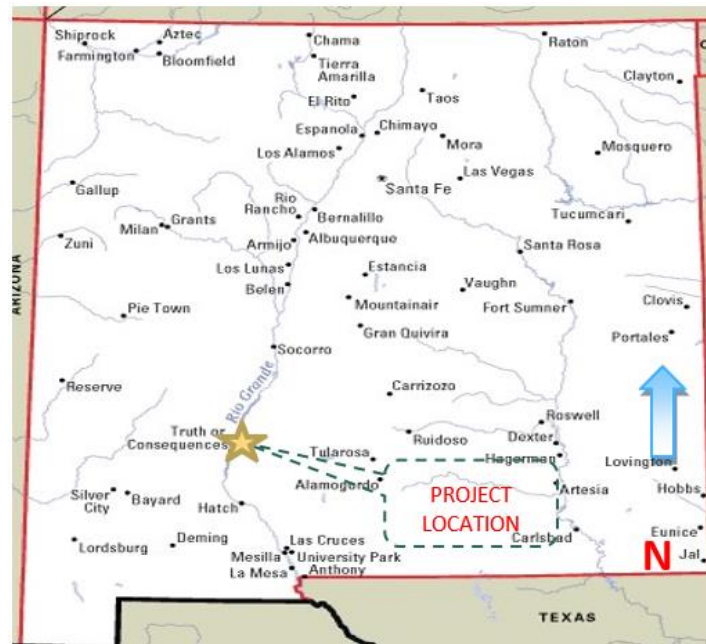 Shiprock
Aztec
Farmington
Bloomfield
Chama
Tierra
Amarilla
El Rito
Raton
Clayton
Taos
Espanola
Chimayo
Mora
Los Alamos
Mosquero
Las Vegas
Santa Fe
Gallup
Rio
Rancho
Bernalillo
Tucumcari
Milan
Grants
Albuquerque
Armijo
Zuni
Santa Rosa
Los Lunas
Estancia
Belen
Vaughn
Mountainair
Fort Sumner
Clovis
ARIZONA
Pie Town
Gran Quivira
Portales
Socorro
Reserve
Carrizozo
Rio Grande
Truth or
Consequences
Roswell
Ruidoso
Dexter
Tularosa
Hagerman
Lovington
Alamogordo
Artesia
Hobbs
Silver
City
Bayard
Hatch
PROJECT
LOCATION
Carlsbad
Eunice
Lordsburg
Deming
Las Cruces
Mesilla
University Park
La Mesa
Anthony
Jal
N
TEXAS